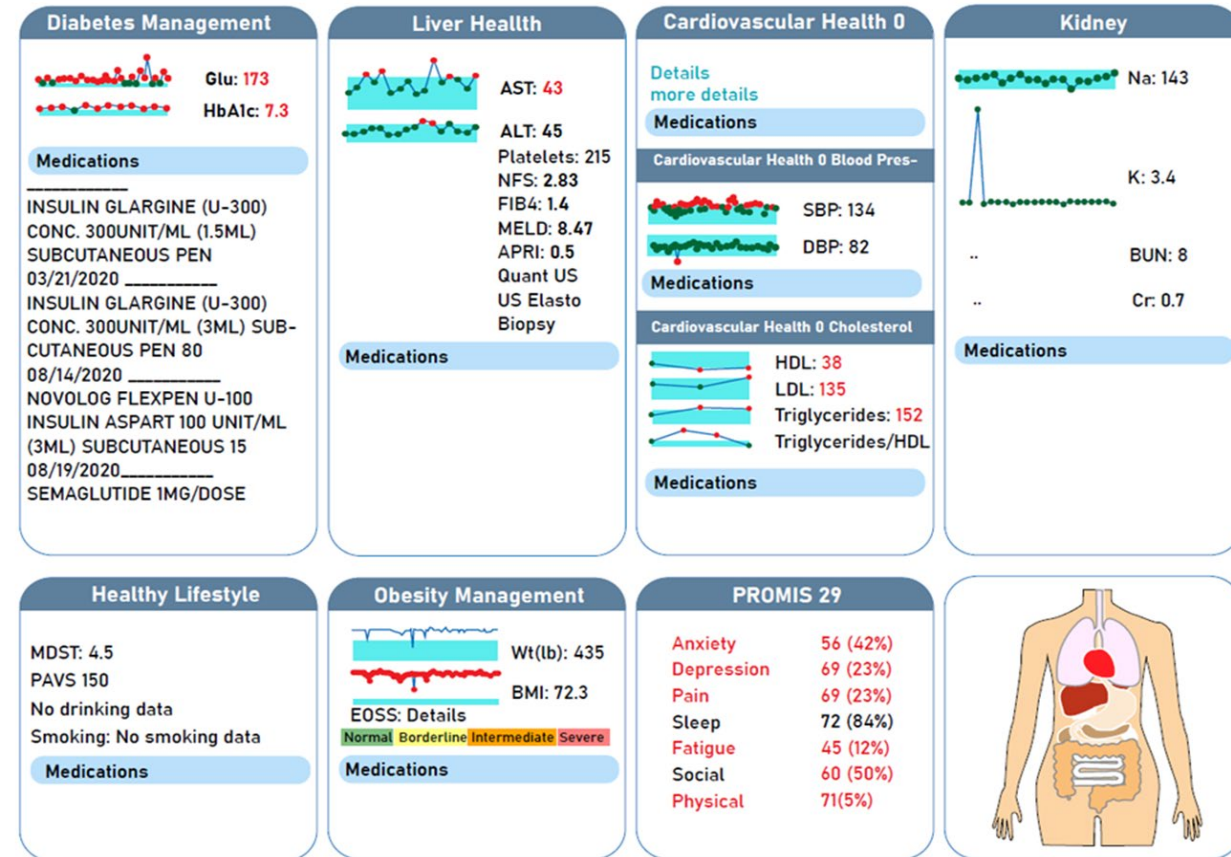 Diabetes Management
Glu: 173
HbA1c: 7.3
Medications
____________
INSULIN GLARGINE (U-300)
CONC. 300UNIT/ML (1.5ML)
SUBCUTANEOUS PEN
03/21/2020 ___________
INSULIN GLARGINE (U-300)
CONC. 300UNIT/ML (3ML) SUB-
CUTANEOUS PEN 80
08/14/2020 ___________
NOVOLOG FLEXPEN U-100
INSULIN ASPART 100 UNIT/ML
(3ML) SUBCUTANEOUS 15
08/19/2020___________
SEMAGLUTIDE 1MG/DOSE
Liver Heallth
AST: 43
ALT: 45
Platelets: 215
NFS: 2.83
FIB4: 1.4
MELD: 8.47
APRI: 0.5
Quant US
US Elasto
Biopsy
Medications
Cardiovascular Health 0
Details
more details
Medications
Cardiovascular Health 0 Blood Pres-
SBP: 134
DBP: 82
Medications
Cardiovascular Health 0 Cholesterol
HDL: 38
LDL: 135
Triglycerides: 152
Triglycerides/HDL
Medications
Kidney
Na: 143
K: 3.4
.. BUN: 8
.. Cr: 0.7
Medications
Healthy Lifestyle
MDST: 4.5
PAVS 150
No drinking data
Smoking: No smoking data
Medications
Obesity Management
Wt(lb): 435
BMI: 72.3
EOSS: Details
Normal Borderline Intermediate Severe
Medications
PROMIS 29
Anxiety 56 (42%)
Depression 69 (23%)
Pain 69 (23%)
Sleep 72 (84%)
Fatigue 45 (12%)
Social 60 (50%)
Physical 71(5%)